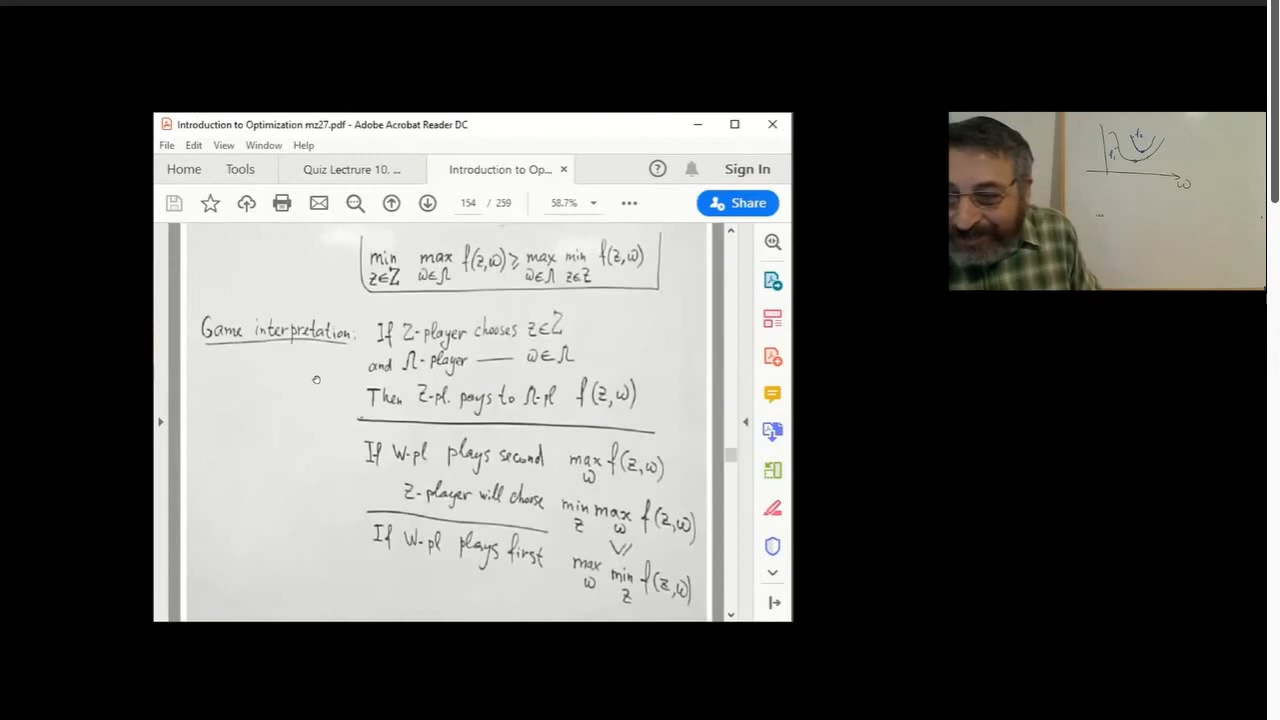 Introduction to Optimization mz27.pdf - Adobe Acrobat Reader DC
File Edit View Window Help
Home Tools Quiz Lretrure 10, ... Introduction to Op... × Sign In
154 / 259 58.7% Share
min max f(z,ω) ⩾ max min f(z,ω)
z∈Z ω∈Ω ω∈Ω z∈Z
Game interpretation: If Z-player chooses z∈Z
and Ω-player — ω∈Ω
Then Z-pl. pays to Ω-pl f(z,ω)
If W-pl plays second max f(z,ω)
ω
Z-player will choose min max f(z,ω)
z ω
V/
If W-pl plays first max min f(z,ω)
ω z
ω